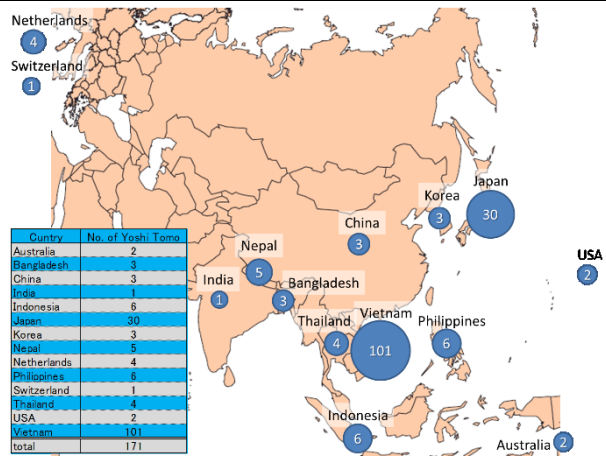 Netherlands
4
Switzerland
1
Japan
30
Korea
3
China
3
USA
2
Nepal
5
India
1
Bangladesh
3
Thailand
4
Vietnam
101
Philippines
6
Indonesia
6
Australia
2
Cuntry No. of Yoshi Tomo
Australia 2
Bangladesh 3
China 3
India 1
Indonesia 6
Japan 30
Korea 3
Nepal 5
Netherlands 4
Philippines 6
Switzerland 1
Thailand 4
USA 2
Vietnam 101
total 171